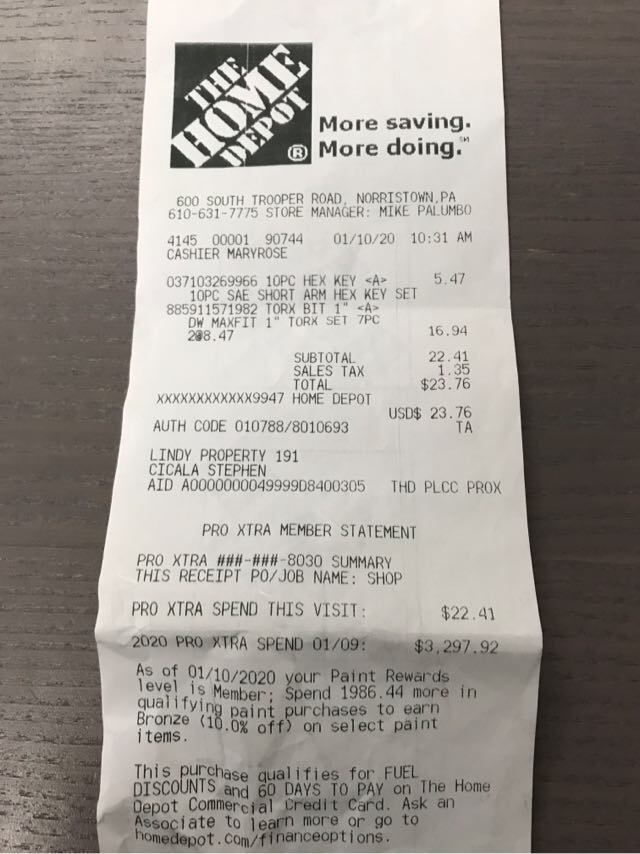 THE
HOME
DEPOT
®
More saving.
More doing.℠
600 SOUTH TROOPER ROAD, NORRISTOWN,PA
610-631-7775 STORE MANAGER: MIKE PALUMBO
4145 00001 90744 01/10/20 10:31 AM
CASHIER MARYROSE
037103269966 10PC HEX KEY <A> 5.47
10PC SAE SHORT ARM HEX KEY SET
885911571982 TORX BIT 1" <A>
DW MAXFIT 1" TORX SET 7PC
2@8.47 16.94
SUBTOTAL 22.41
SALES TAX 1.35
TOTAL $23.76
XXXXXXXXXXXX9947 HOME DEPOT
USD$ 23.76
AUTH CODE 010788/8010693 TA
LINDY PROPERTY 191
CICALA STEPHEN
AID A0000000049999D8400305 THD PLCC PROX
PRO XTRA MEMBER STATEMENT
PRO XTRA ###-###-8030 SUMMARY
THIS RECEIPT PO/JOB NAME: SHOP
PRO XTRA SPEND THIS VISIT: $22.41
2020 PRO XTRA SPEND 01/09: $3,297.92
As of 01/10/2020 your Paint Rewards
level is Member; Spend 1986.44 more in
qualifying paint purchases to earn
Bronze (10.0% off) on select paint
items.
This purchase qualifies for FUEL
DISCOUNTS and 60 DAYS TO PAY on The Home
Depot Commercial Credit Card. Ask an
Associate to learn more or go to
homedepot.com/financeoptions.